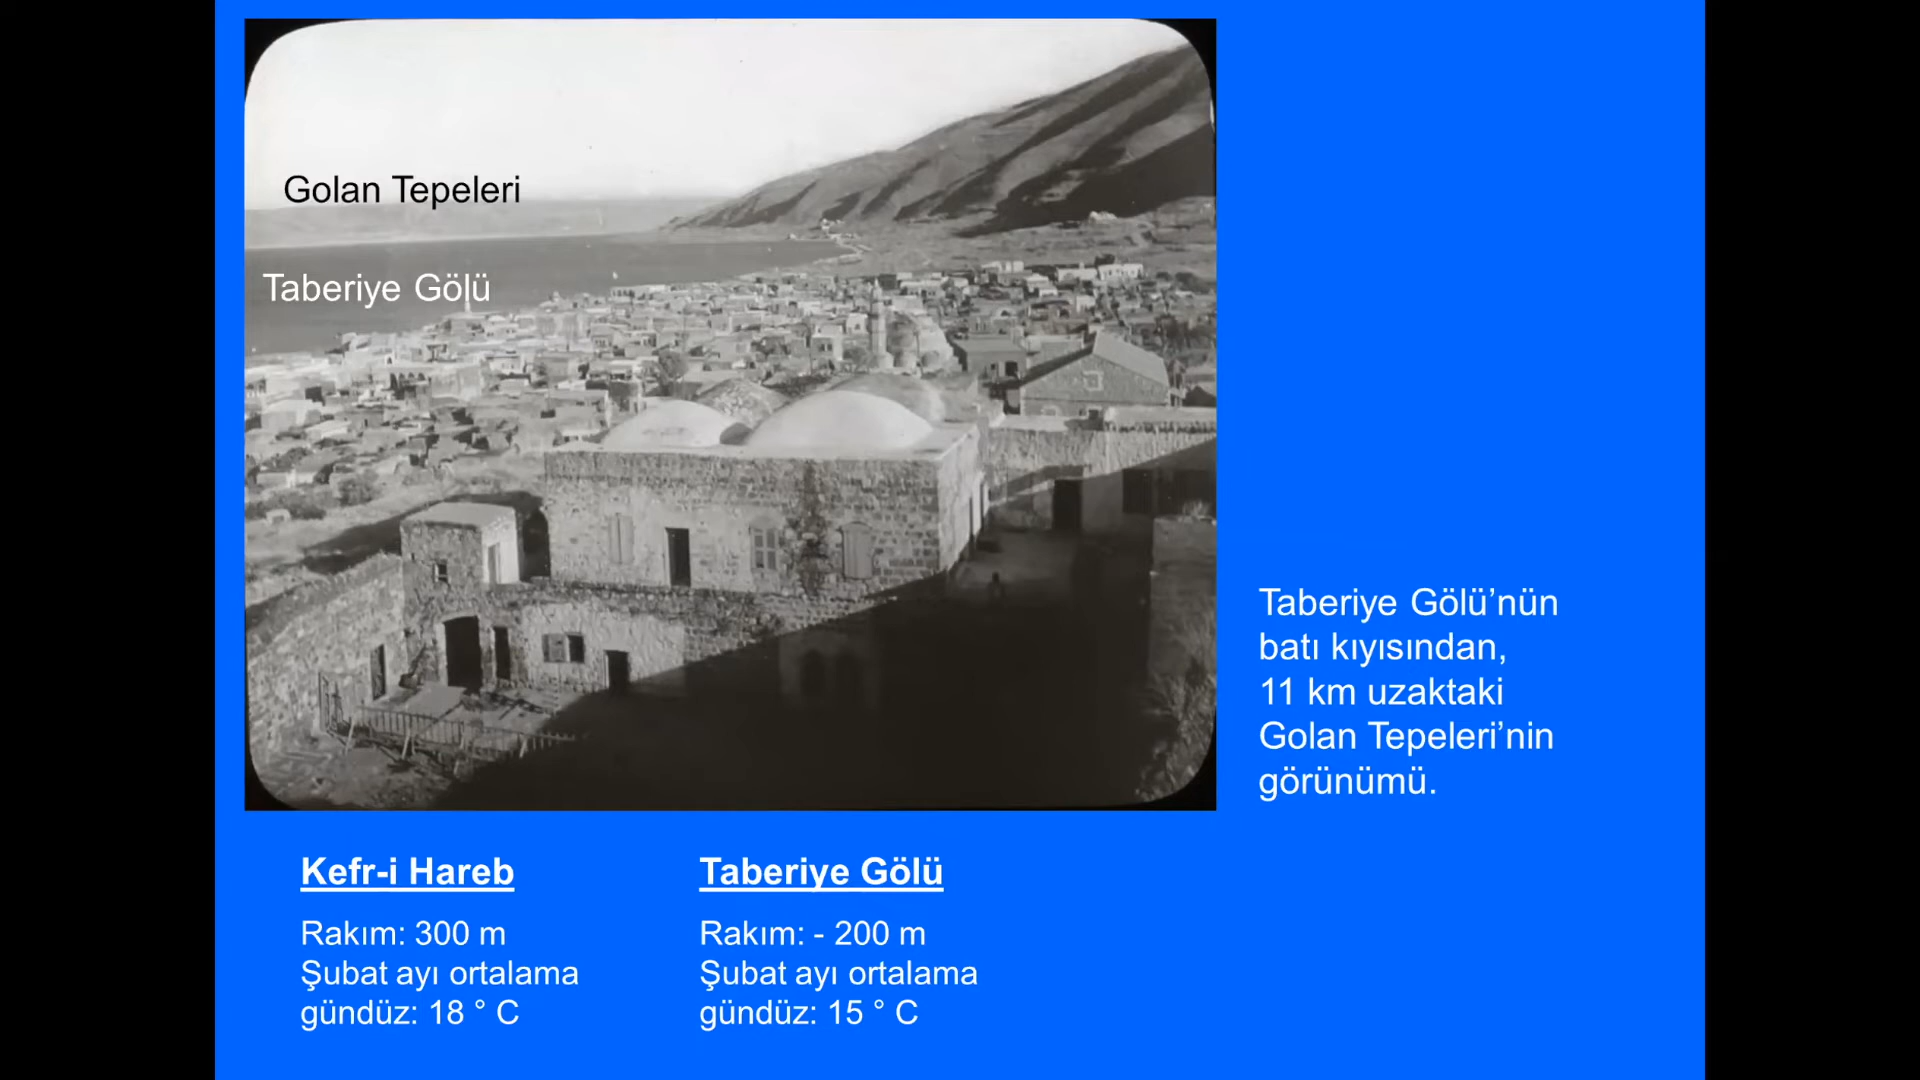 Golan Tepeleri
Taberiye Gölü
Taberiye Gölü’nün
batı kıyısından,
11 km uzaktaki
Golan Tepeleri’nin
görünümü.
Kefr-i Hareb
Rakım: 300 m
Şubat ayı ortalama
gündüz: 18 ° C
Taberiye Gölü
Rakım: - 200 m
Şubat ayı ortalama
gündüz: 15 ° C